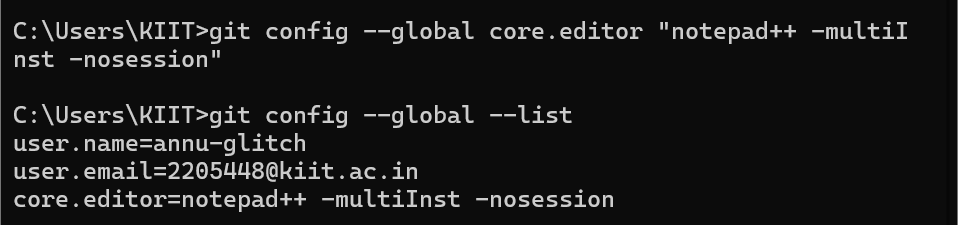 C:\Users\KIIT>git config --global core.editor "notepad++ -multiI
nst -nosession"
C:\Users\KIIT>git config --global --list
user.name=annu-glitch
user.email=2205448@kiit.ac.in
core.editor=notepad++ -multiInst -nosession